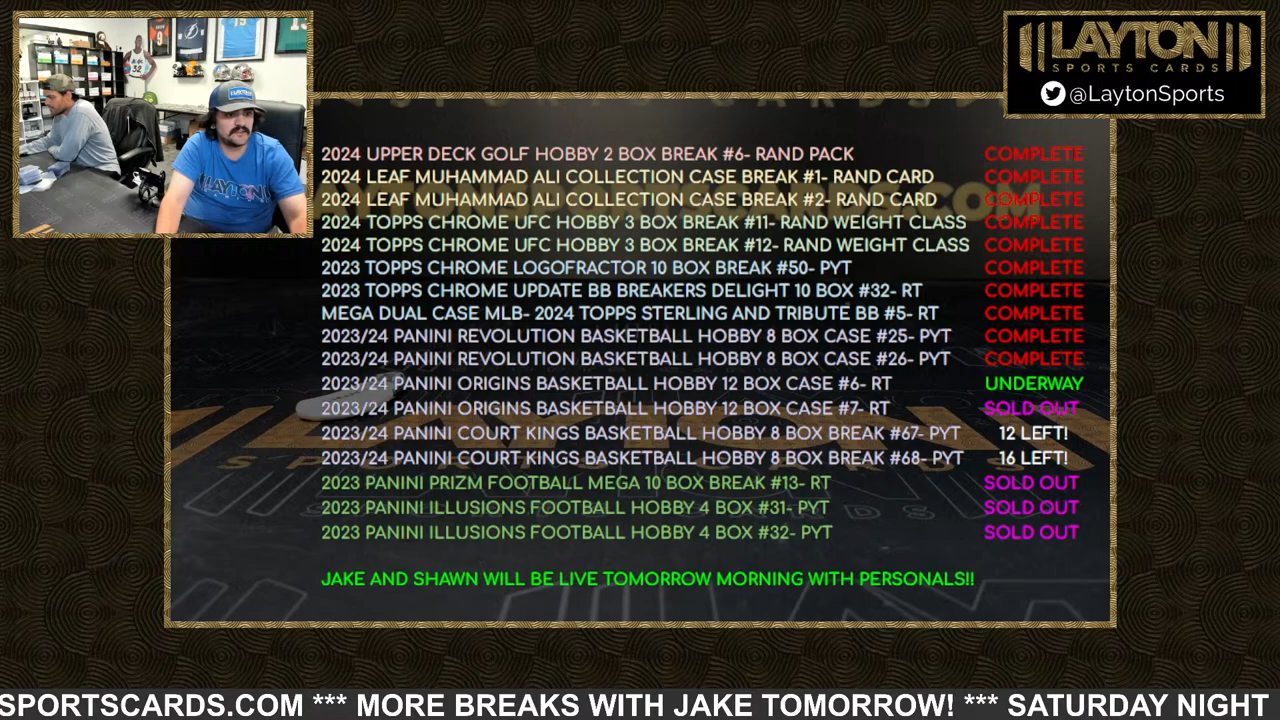 LAYTON
SPORTS CARDS
@LaytonSports
2024 UPPER DECK GOLF HOBBY 2 BOX BREAK #6- RAND PACK COMPLETE
2024 LEAF MUHAMMAD ALI COLLECTION CASE BREAK #1- RAND CARD COMPLETE
2024 LEAF MUHAMMAD ALI COLLECTION CASE BREAK #2- RAND CARD COMPLETE
2024 TOPPS CHROME UFC HOBBY 3 BOX BREAK #11- RAND WEIGHT CLASS COMPLETE
2024 TOPPS CHROME UFC HOBBY 3 BOX BREAK #12- RAND WEIGHT CLASS COMPLETE
2023 TOPPS CHROME LOGOFRACTOR 10 BOX BREAK #50- PYT COMPLETE
2023 TOPPS CHROME UPDATE BB BREAKERS DELIGHT 10 BOX #32- RT COMPLETE
MEGA DUAL CASE MLB- 2024 TOPPS STERLING AND TRIBUTE BB #5- RT COMPLETE
2023/24 PANINI REVOLUTION BASKETBALL HOBBY 8 BOX CASE #25- PYT COMPLETE
2023/24 PANINI REVOLUTION BASKETBALL HOBBY 8 BOX CASE #26- PYT COMPLETE
2023/24 PANINI ORIGINS BASKETBALL HOBBY 12 BOX CASE #6- RT UNDERWAY
2023/24 PANINI ORIGINS BASKETBALL HOBBY 12 BOX CASE #7- RT SOLD OUT
2023/24 PANINI COURT KINGS BASKETBALL HOBBY 8 BOX BREAK #67- PYT 12 LEFT!
2023/24 PANINI COURT KINGS BASKETBALL HOBBY 8 BOX BREAK #68- PYT 16 LEFT!
2023 PANINI PRIZM FOOTBALL MEGA 10 BOX BREAK #13- RT SOLD OUT
2023 PANINI ILLUSIONS FOOTBALL HOBBY 4 BOX #31- PYT SOLD OUT
2023 PANINI ILLUSIONS FOOTBALL HOBBY 4 BOX #32- PYT SOLD OUT
JAKE AND SHAWN WILL BE LIVE TOMORROW MORNING WITH PERSONALS!!
SPORTSCARDS.COM *** MORE BREAKS WITH JAKE TOMORROW! *** SATURDAY NIGHT